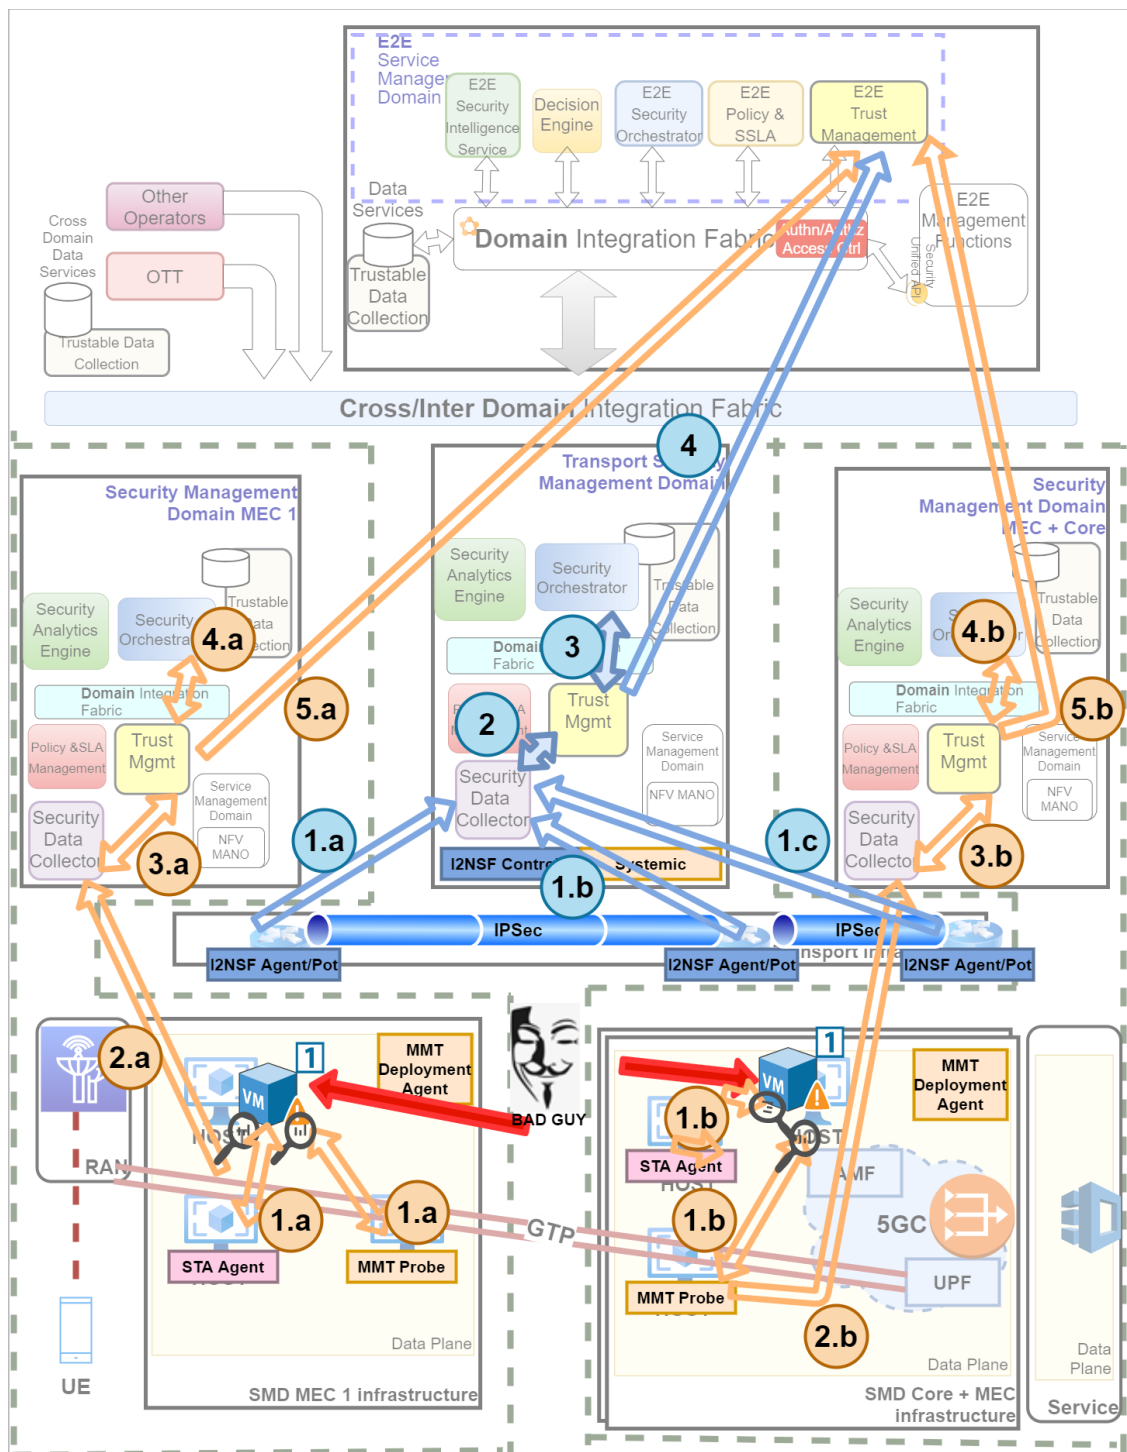 E2E
Service
Manager
Domain
E2E
Security
Intelligence
Service
Decision
Engine
E2E
Security
Orchestrator
E2E
Policy &
SSLA
E2E
Trust
Management
Other
Operators
OTT
Cross
Domain
Data
Services
Trustable Data
Collection
Data
Services
Trustable
Data
Collection
Domain Integration Fabric
Authn/Authz
Access Ctrl
E2E
Management
Functions
Security
Unified API
Cross/Inter Domain Integration Fabric
4
Security Management
Domain MEC 1
Trustable
Data
Collection
Security
Analytics
Engine
Security
Orchestrator
4.a
Domain Integration
Fabric
5.a
Policy &SLA
Management
Trust
Mgmt
Service
Management
Domain
NFV
MANO
Security
Data
Collector
3.a
Transport Security
Management Domain
Security
Analytics
Engine
Security
Orchestrator
Trustable
Data
Collection
3
Domain
Fabric
2
Trust
Mgmt
Service
Management
Domain
NFV MANO
Security
Data
Collector
1.a
1.b
1.c
I2NSF Control
Systemic
Security
Management Domain
MEC + Core
Security
Analytics
Engine
4.b
Trustable
Data
Collection
Domain Integration
Fabric
5.b
Policy &SLA
Management
Trust
Mgmt
Service
Management
Domain
NFV
MANO
Security
Data
Collector
3.b
IPSec
IPSec
I2NSF Agent/Pot
I2NSF Agent/Pot
I2NSF Agent/Pot
2.a
RAN
UE
1
VM
HOST
MMT
Deployment
Agent
BAD GUY
1.a
1.a
STA Agent
HOST
MMT Probe
Data Plane
SMD MEC 1 infrastructure
GTP
1
VM
HOST
MMT
Deployment
Agent
1.b
STA Agent
HOST
1.b
MMT Probe
HOST
AMF
5GC
UPF
2.b
Data Plane
SMD Core + MEC
infrastructure
Data
Plane
Service